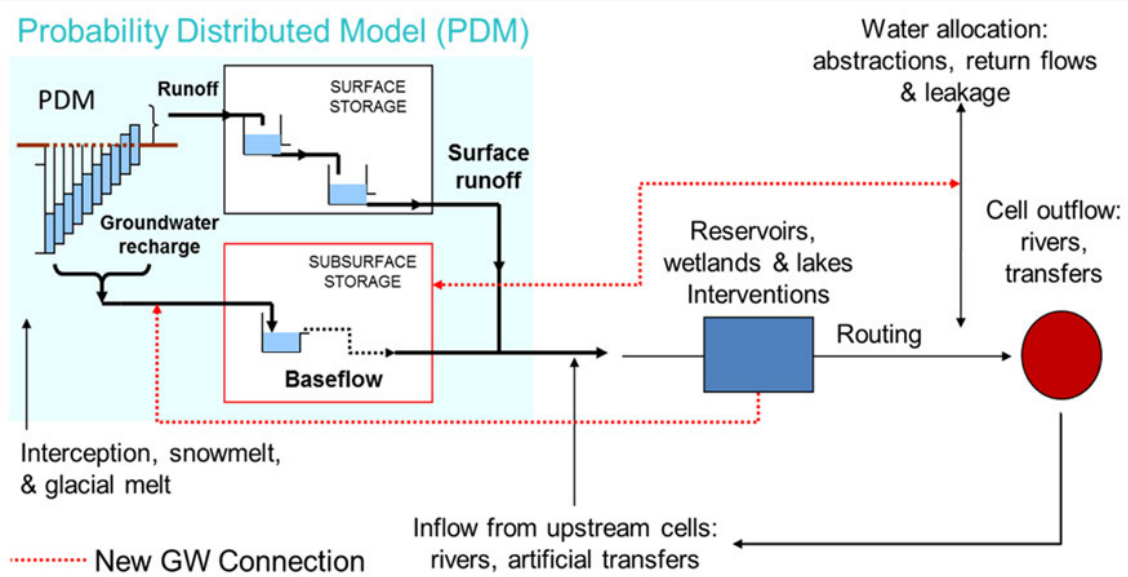 Probability Distributed Model (PDM)
PDM
Runoff
SURFACE
STORAGE
Surface
runoff
Groundwater
recharge
SUBSURFACE
STORAGE
Baseflow
Interception, snowmelt,
& glacial melt
Water allocation:
abstractions, return flows
& leakage
Reservoirs,
wetlands & lakes
Interventions
Routing
Cell outflow:
rivers,
transfers
Inflow from upstream cells:
rivers, artificial transfers
New GW Connection